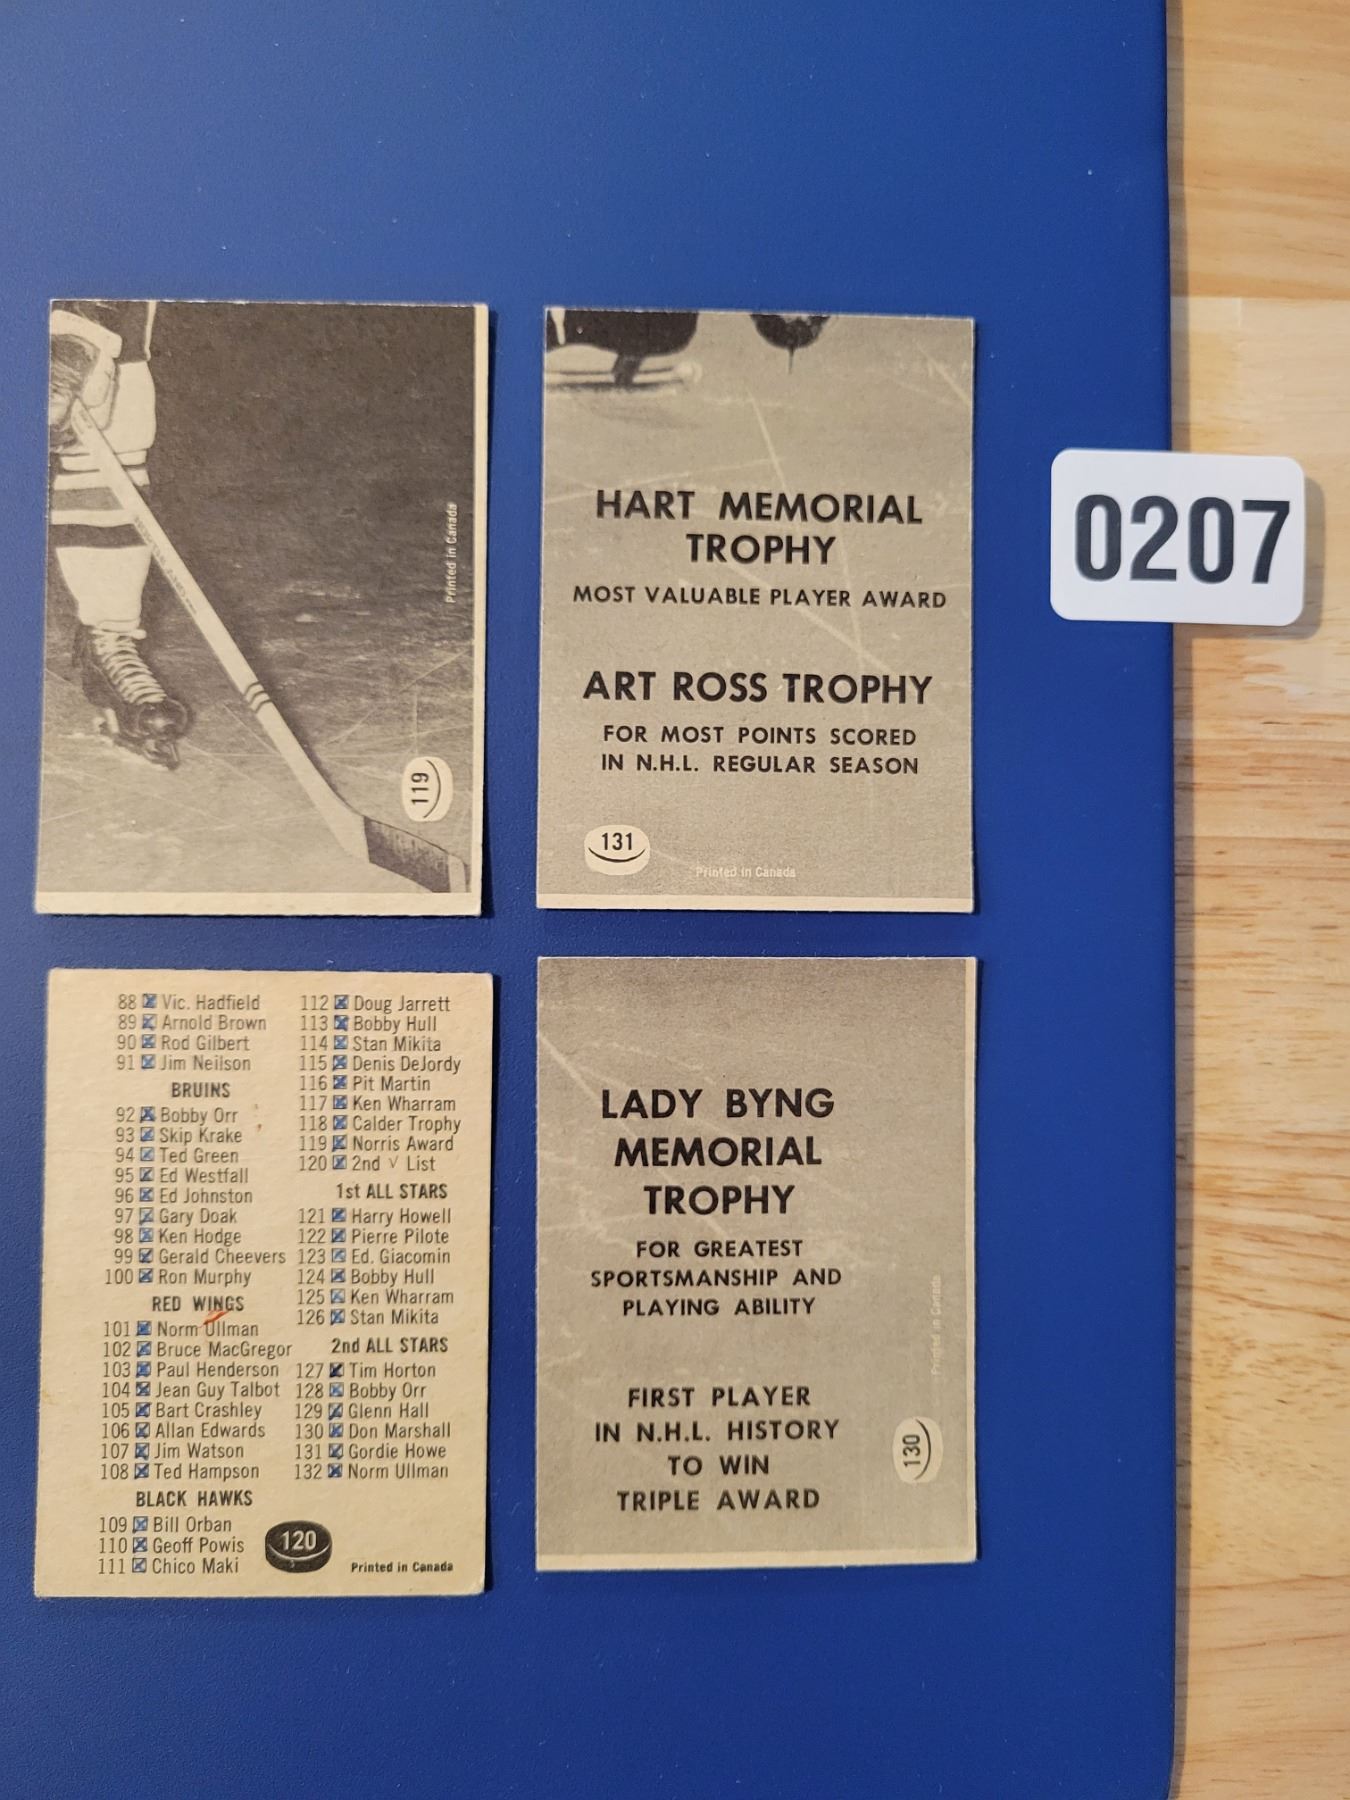 Printed in Canada
119
HART MEMORIAL
TROPHY
MOST VALUABLE PLAYER AWARD
ART ROSS TROPHY
FOR MOST POINTS SCORED
IN N.H.L. REGULAR SEASON
131
Printed in Canada
0207
88 Vic. Hadfield
89 Arnold Brown
90 Rod Gilbert
91 Jim Neilson
BRUINS
92 Bobby Orr
93 Skip Krake
94 Ted Green
95 Ed Westfall
96 Ed Johnston
97 Gary Doak
98 Ken Hodge
99 Gerald Cheevers
100 Ron Murphy
RED WINGS
101 Norm Ullman
102 Bruce MacGregor
103 Paul Henderson
104 Jean Guy Talbot
105 Bart Crashley
106 Allan Edwards
107 Jim Watson
108 Ted Hampson
BLACK HAWKS
109 Bill Orban
110 Geoff Powis
111 Chico Maki
112 Doug Jarrett
113 Bobby Hull
114 Stan Mikita
115 Denis DeJordy
116 Pit Martin
117 Ken Wharram
118 Calder Trophy
119 Norris Award
120 2nd √ List
1st ALL STARS
121 Harry Howell
122 Pierre Pilote
123 Ed. Giacomin
124 Bobby Hull
125 Ken Wharram
126 Stan Mikita
2nd ALL STARS
127 Tim Horton
128 Bobby Orr
129 Glenn Hall
130 Don Marshall
131 Gordie Howe
132 Norm Ullman
120
Printed in Canada
LADY BYNG
MEMORIAL
TROPHY
FOR GREATEST
SPORTSMANSHIP AND
PLAYING ABILITY
FIRST PLAYER
IN N.H.L. HISTORY
TO WIN
TRIPLE AWARD
Printed in Canada
130